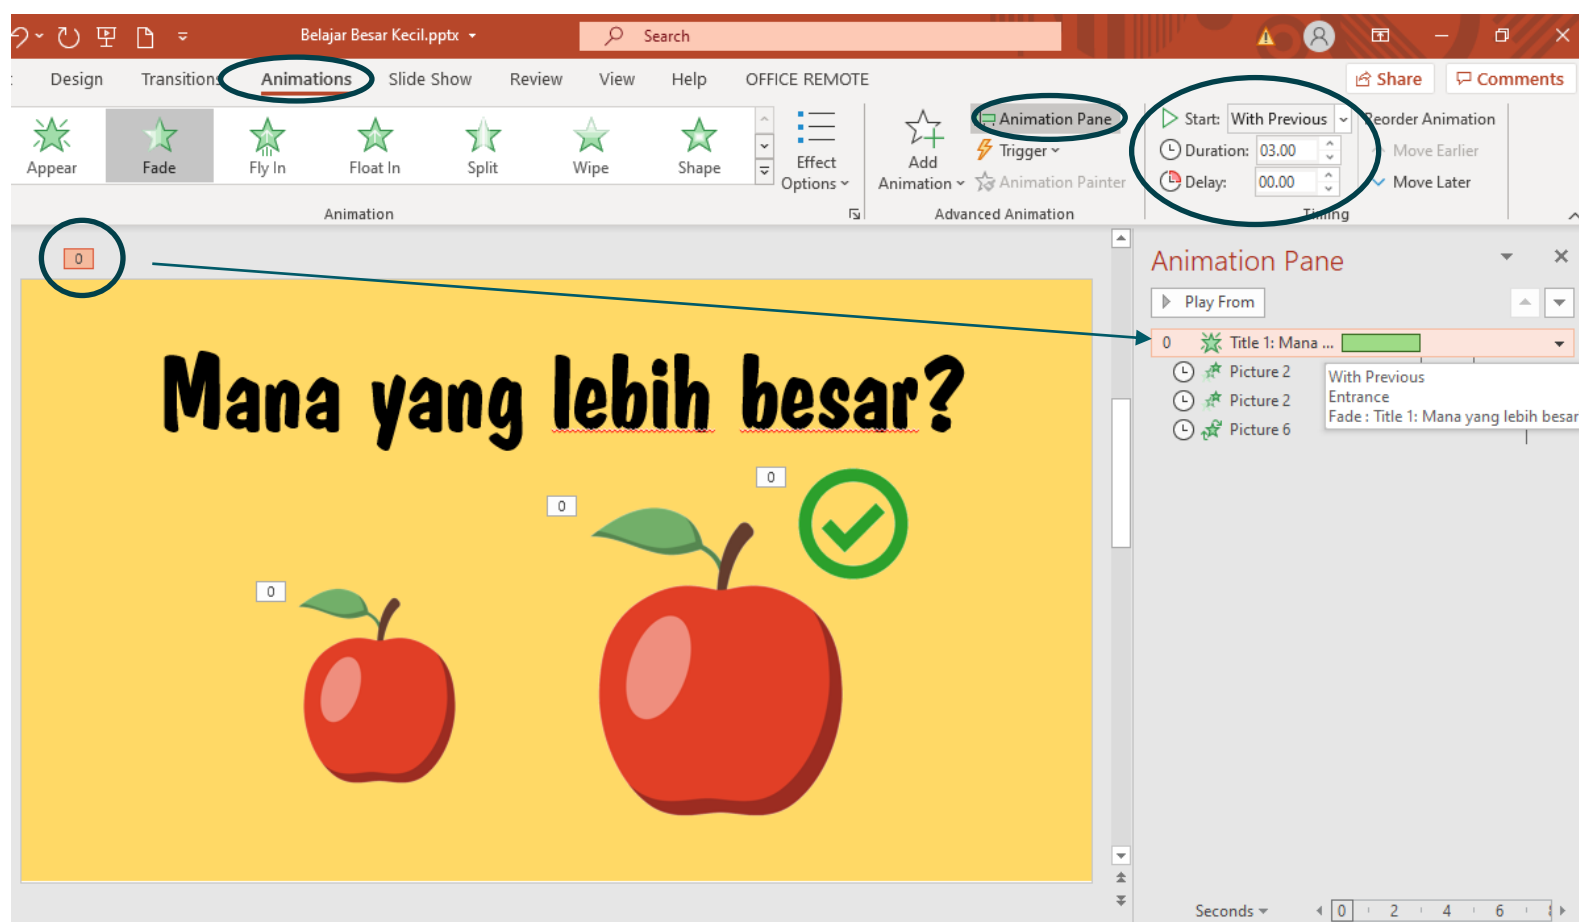 Belajar Besar Kecil.pptx
Search
Design Transitions Animations Slide Show Review View Help OFFICE REMOTE
Share Comments
Appear Fade Fly In Float In Split Wipe Shape
Effect Options
Add Animation
Animation Pane
Trigger
Animation Painter
Start: With Previous
Duration: 03.00
Delay: 00.00
Reorder Animation
Move Earlier
Move Later
Animation
Advanced Animation
Timing
0
Mana yang lebih besar?
0
0
0
Animation Pane
Play From
0 Title 1: Mana ...
Picture 2
Picture 2
Picture 6
With Previous
Entrance
Fade : Title 1: Mana yang lebih besar
Seconds 0 2 4 6